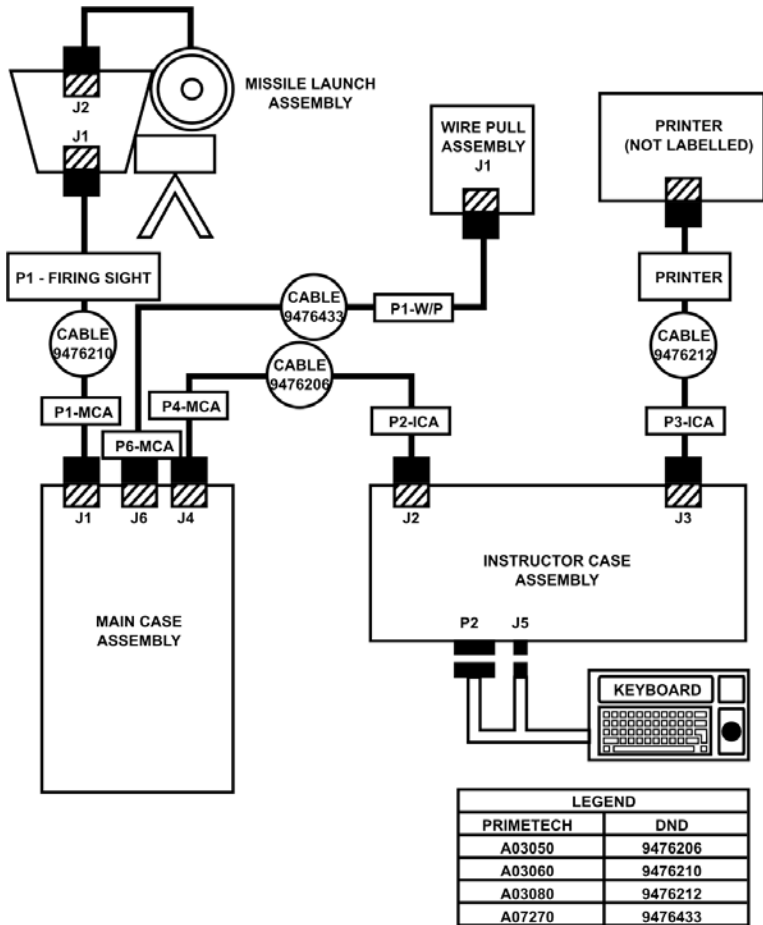 J2
J1
MISSILE LAUNCH
ASSEMBLY
WIRE PULL
ASSEMBLY
J1
PRINTER
(NOT LABELLED)
P1 - FIRING SIGHT
CABLE
9476433
P1-W/P
PRINTER
CABLE
9476210
CABLE
9476206
CABLE
9476212
P1-MCA
P4-MCA
P6-MCA
P2-ICA
P3-ICA
J1
J6
J4
J2
J3
MAIN CASE
ASSEMBLY
INSTRUCTOR CASE
ASSEMBLY
P2
J5
KEYBOARD
LEGEND
PRIMETECH DND
A03050 9476206
A03060 9476210
A03080 9476212
A07270 9476433